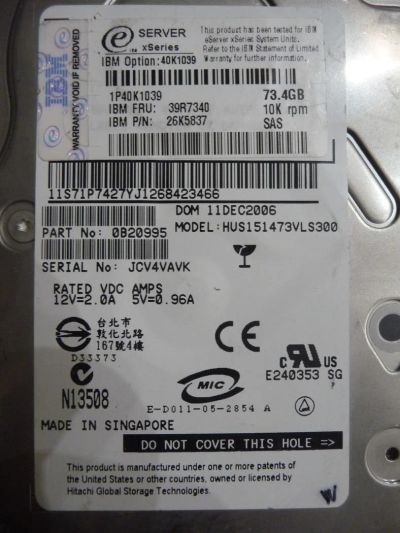 e SERVER
xSeries
This product has been tested for IBM
eServer xSeries System Units.
Refer to the IBM Statement of Limited
Warranty for further information.
IBM
WARRANTY VOID IF REMOVED
IBM Option:40K1039
1P40K1039
73.4GB
IBM FRU: 39R7340
10K rpm
IBM P/N: 26K5837
SAS
11S71P7427YJ1268423466
DOM 11DEC2006
PART No: 0B20995
MODEL:HUS151473VLS300
SERIAL No: JCV4VAVK
RATED VDC AMPS
12V=2.0A 5V=0.96A
台北市
敦化北路
167號4樓
D33373
CE
c RU US
E240353 SG
N13508
MIC
E-D011-05-2854 A
MADE IN SINGAPORE
DO NOT COVER THIS HOLE =>
This product is manufactured under one or more patents of
the United States or other countries, owned or licensed by
Hitachi Global Storage Technologies.